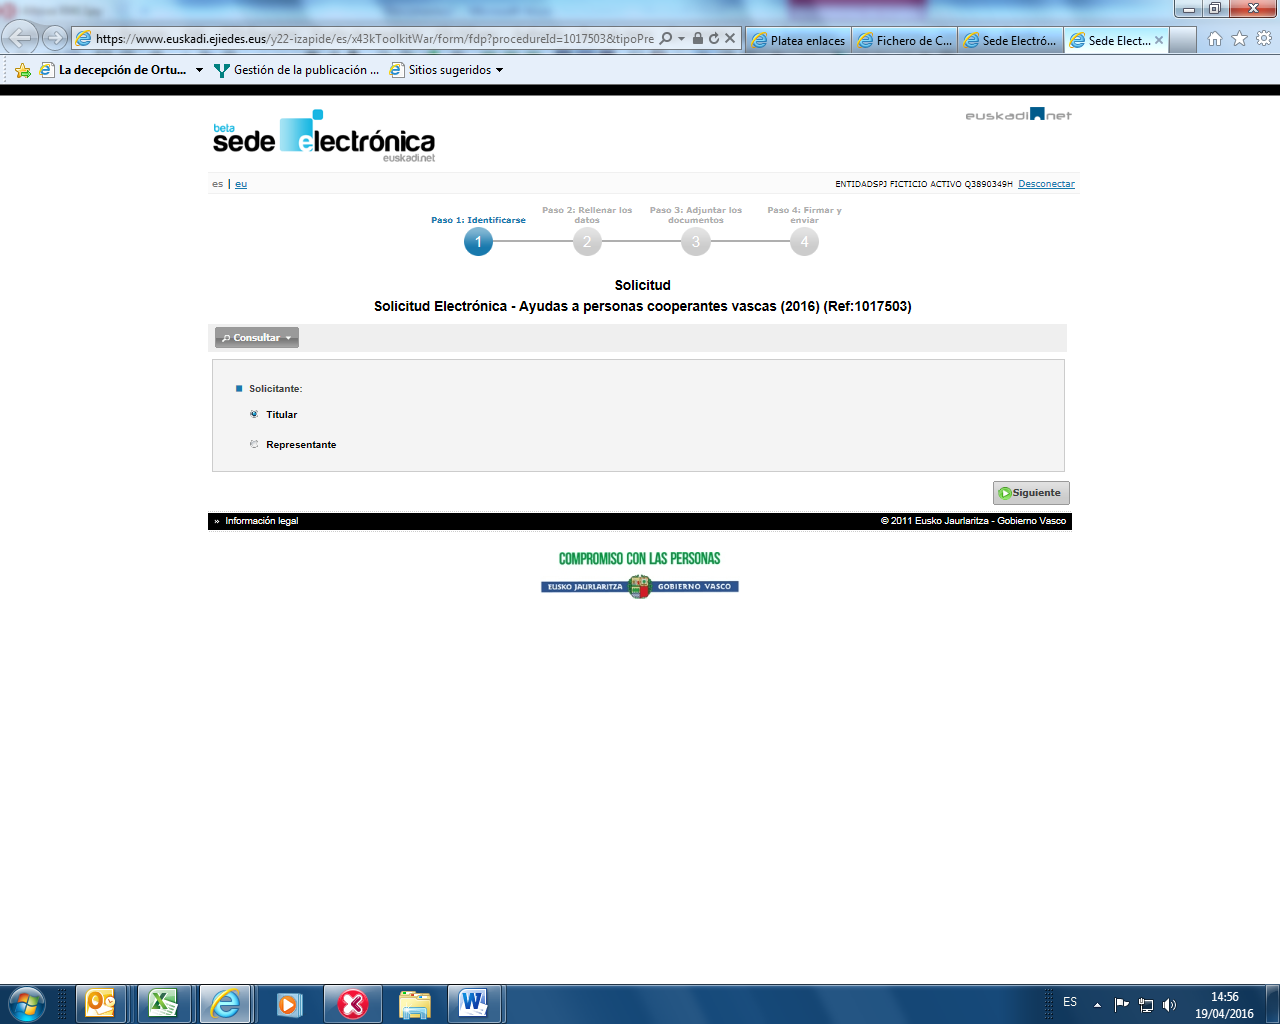 https://www.euskadi.ejiedes.eus/y22-izapide/es/x43kToolkitWar/form/fdp?procedureId=1017503&tipoPre
Platea enlaces
Fichero de C...
Sede Electró...
Sede Elect...
La decepción de Ortu...
Gestión de la publicación ...
Sitios sugeridos
beta
sede electrónica
euskadi.net
euskadi net
es | eu
ENTIDADSPJ FICTICIO ACTIVO Q3890349H Desconectar
Paso 1: Identificarse
Paso 2: Rellenar los datos
Paso 3: Adjuntar los documentos
Paso 4: Firmar y enviar
1
2
3
4
Solicitud
Solicitud Electrónica - Ayudas a personas cooperantes vascas (2016) (Ref:1017503)
Consultar
Solicitante:
Titular
Representante
Siguiente
» Información legal
© 2011 Eusko Jaurlaritza - Gobierno Vasco
COMPROMISO CON LAS PERSONAS
EUSKO JAURLARITZA GOBIERNO VASCO
ES
14:56
19/04/2016